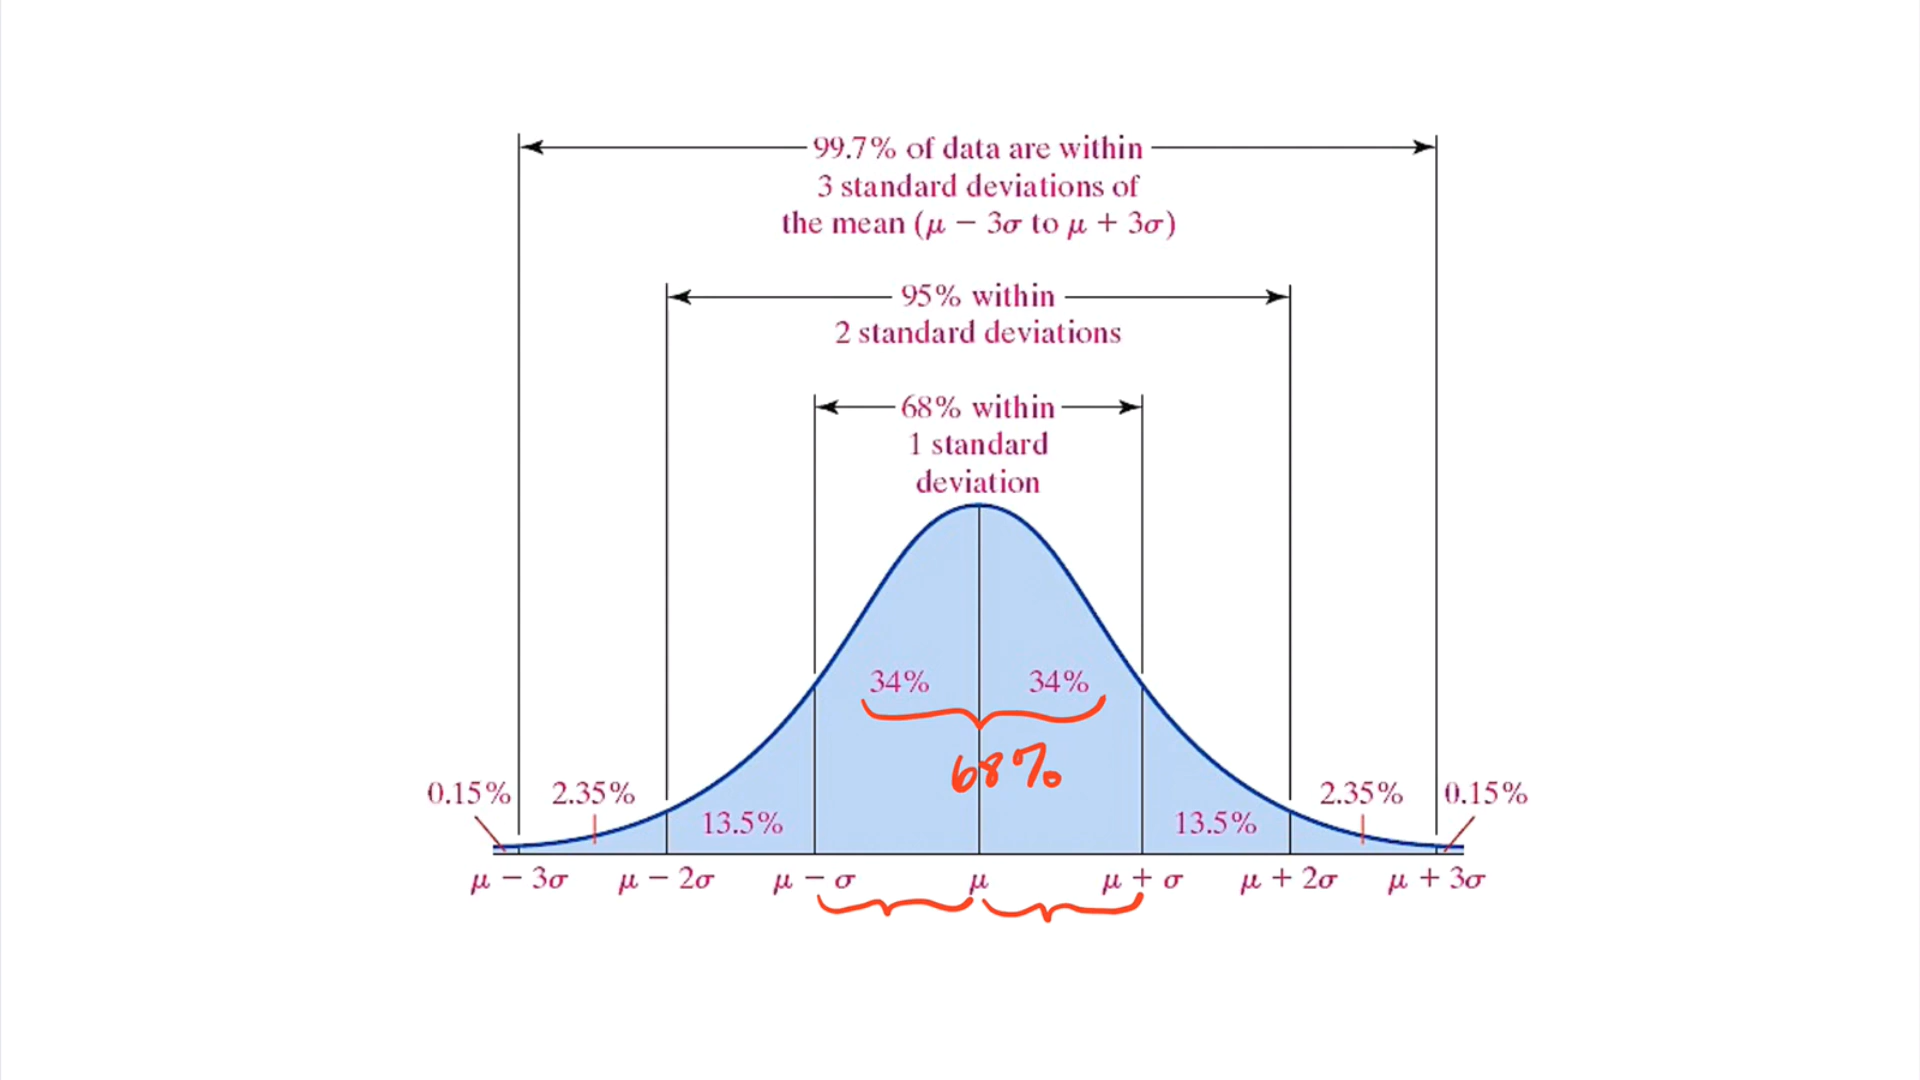 99.7% of data are within
3 standard deviations of
the mean (μ − 3σ to μ + 3σ)
95% within
2 standard deviations
68% within
1 standard
deviation
34% 34%
68%
0.15% 2.35% 13.5% 13.5% 2.35% 0.15%
μ − 3σ μ − 2σ μ − σ μ μ + σ μ + 2σ μ + 3σ